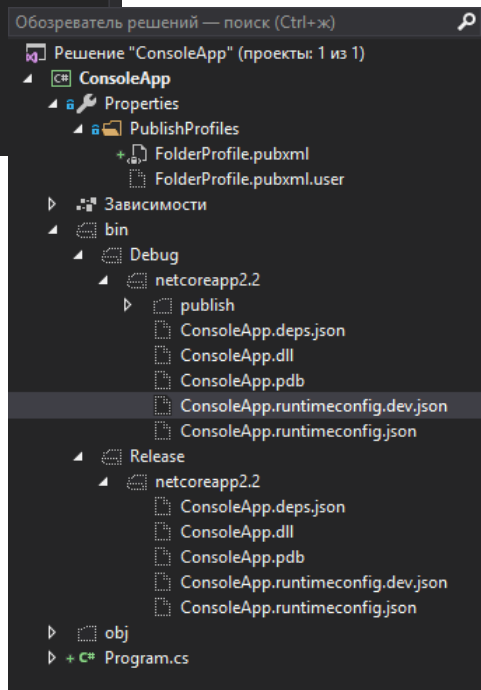 Обозреватель решений — поиск (Ctrl+ж)
Решение "ConsoleApp" (проекты: 1 из 1)
C# ConsoleApp
Properties
PublishProfiles
FolderProfile.pubxml
FolderProfile.pubxml.user
Зависимости
bin
Debug
netcoreapp2.2
publish
ConsoleApp.deps.json
ConsoleApp.dll
ConsoleApp.pdb
ConsoleApp.runtimeconfig.dev.json
ConsoleApp.runtimeconfig.json
Release
netcoreapp2.2
ConsoleApp.deps.json
ConsoleApp.dll
ConsoleApp.pdb
ConsoleApp.runtimeconfig.dev.json
ConsoleApp.runtimeconfig.json
obj
+ C# Program.cs